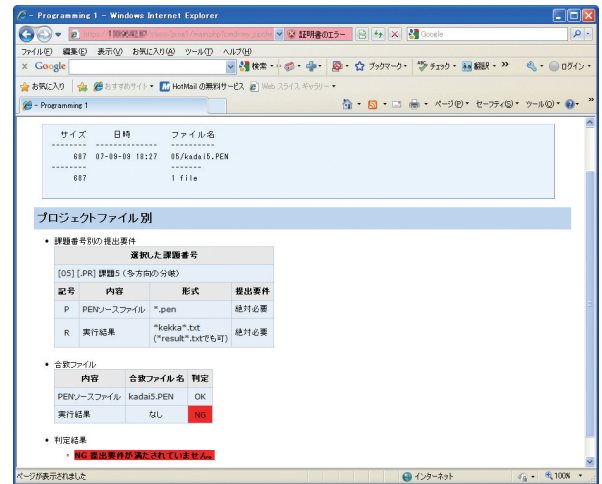 - Programming 1 - Windows Internet Explorer
証明書のエラー
Google
ファイル(F) 編集(E) 表示(V) お気に入り(A) ツール(T) ヘルプ(H)
x Google 検索 ブックマーク チェック 翻訳 >> ログイン
お気に入り おすすめサイト HotMail の無料サービス Web スライス ギャラリー
- Programming 1 ページ(P) セーフティ(S) ツール(O) >>
サイズ 日時 ファイル名
-------- -------------- ----------
687 07-09-09 18:27 05/kadai5.PEN
-------- -------
687 1 file
プロジェクトファイル別
• 課題番号別の提出要件
選択した課題番号
[05] [.PR] 課題5 (多方向の分岐)
記号 内容 形式 提出要件
P PENソースファイル *.pen 絶対必要
R 実行結果 *kekka*.txt 絶対必要
(*result*.txtでも可)
• 合致ファイル
内容 合致ファイル名 判定
PENソースファイル kadai5.PEN OK
実行結果 なし NG
• 判定結果
NG 提出要件が満たされていません。
ページが表示されました インターネット 100%